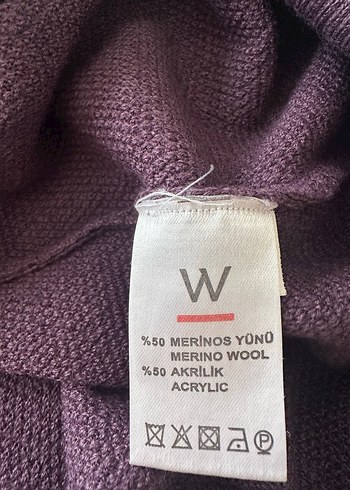 W
%50 MERİNOS YÜNÜ
MERINO WOOL
%50 AKRİLİK
ACRYLIC
P